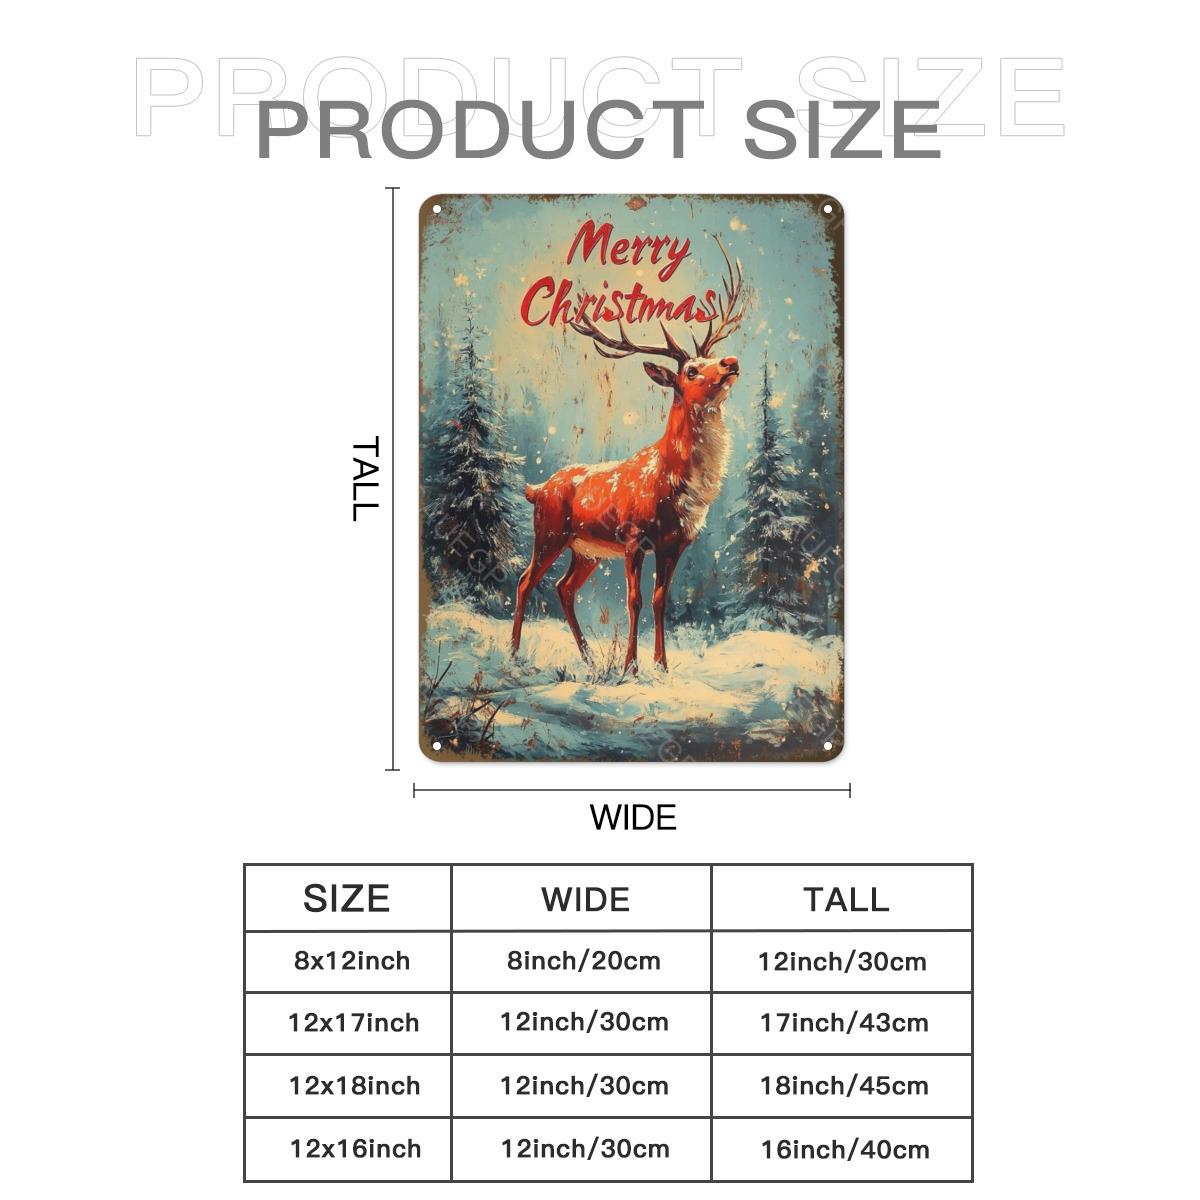 PRODUCT SIZE
PRODUCT SIZE
Merry
Christmas
TALL
WIDE
SIZE WIDE TALL
8x12inch 8inch/20cm 12inch/30cm
12x17inch 12inch/30cm 17inch/43cm
12x18inch 12inch/30cm 18inch/45cm
12x16inch 12inch/30cm 16inch/40cm